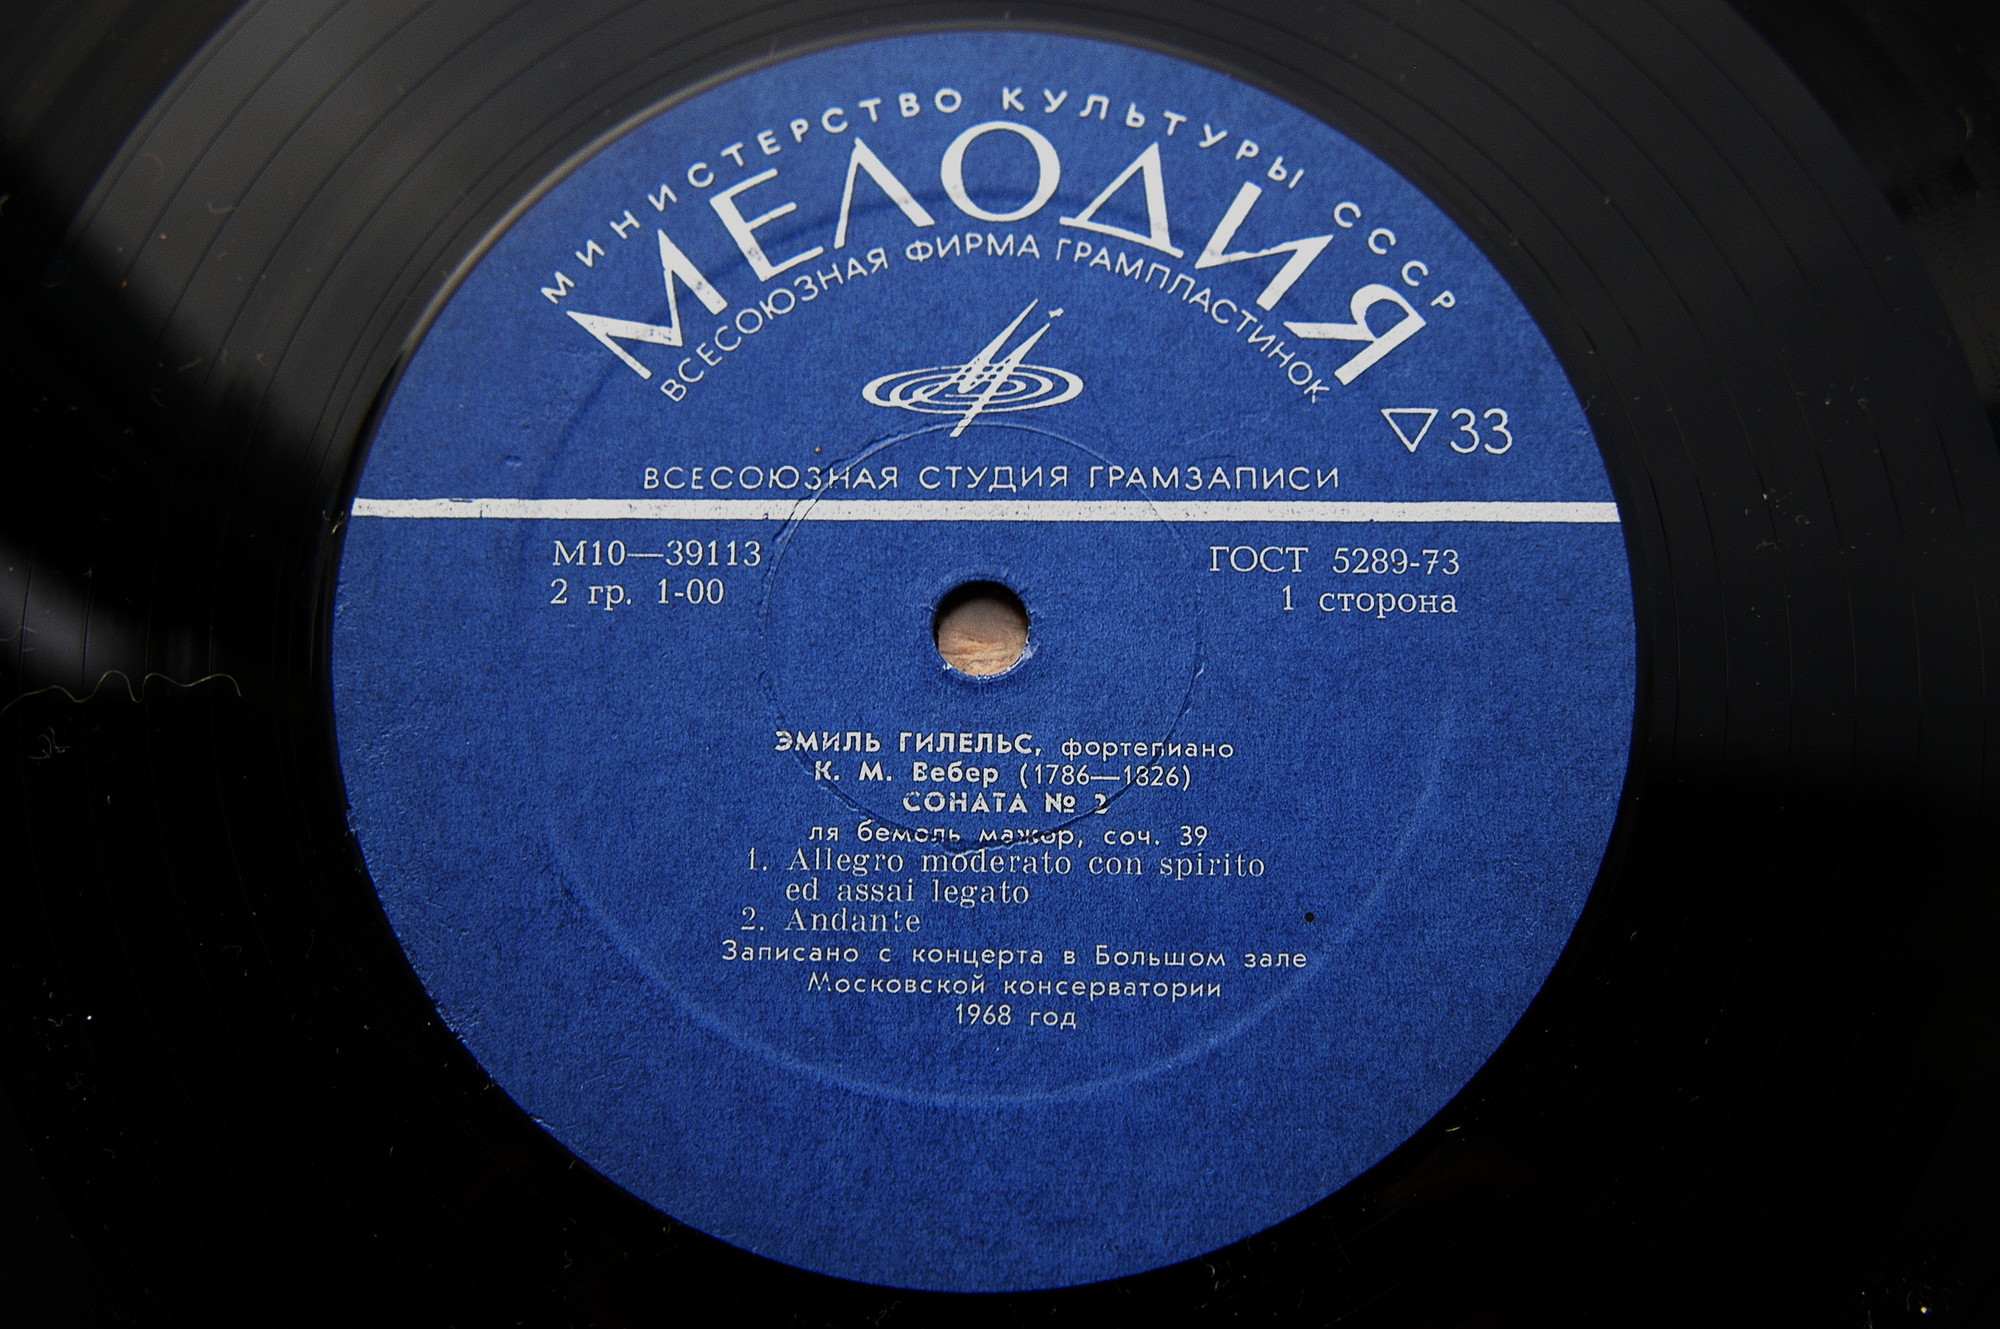 МИНИСТЕРСТВО КУЛЬТУРЫ СССР
МЕЛОДИЯ
ВСЕСОЮЗНАЯ ФИРМА ГРАМПЛАСТИНОК
▽33
ВСЕСОЮЗНАЯ СТУДИЯ ГРАМЗАПИСИ
М10—39113
ГОСТ 5289-73
2 гр. 1-00
1 сторона
ЭМИЛЬ ГИЛЕЛЬС, фортепиано
К. М. Вебер (1786—1826)
СОНАТА № 2
ля бемоль мажор, соч. 39
1. Allegro moderato con spirito
ed assai legato
2. Andante
Записано с концерта в Большом зале
Московской консерватории
1968 год